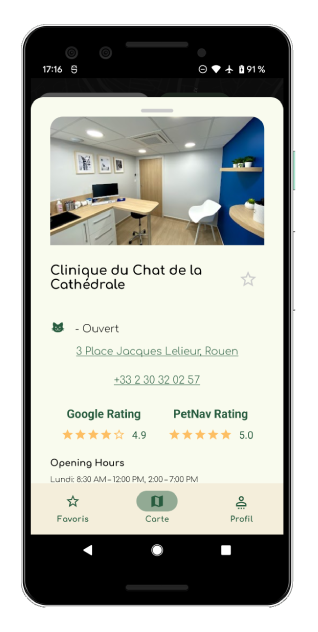 17:16 91 %
Clinique du Chat de la
Cathédrale
- Ouvert
3 Place Jacques Lelieur, Rouen
+33 2 30 32 02 57
Google Rating PetNav Rating
4.9 5.0
Opening Hours
Lundi: 8:30 AM – 12:00 PM, 2:00 – 7:00 PM
Favoris Carte Profil